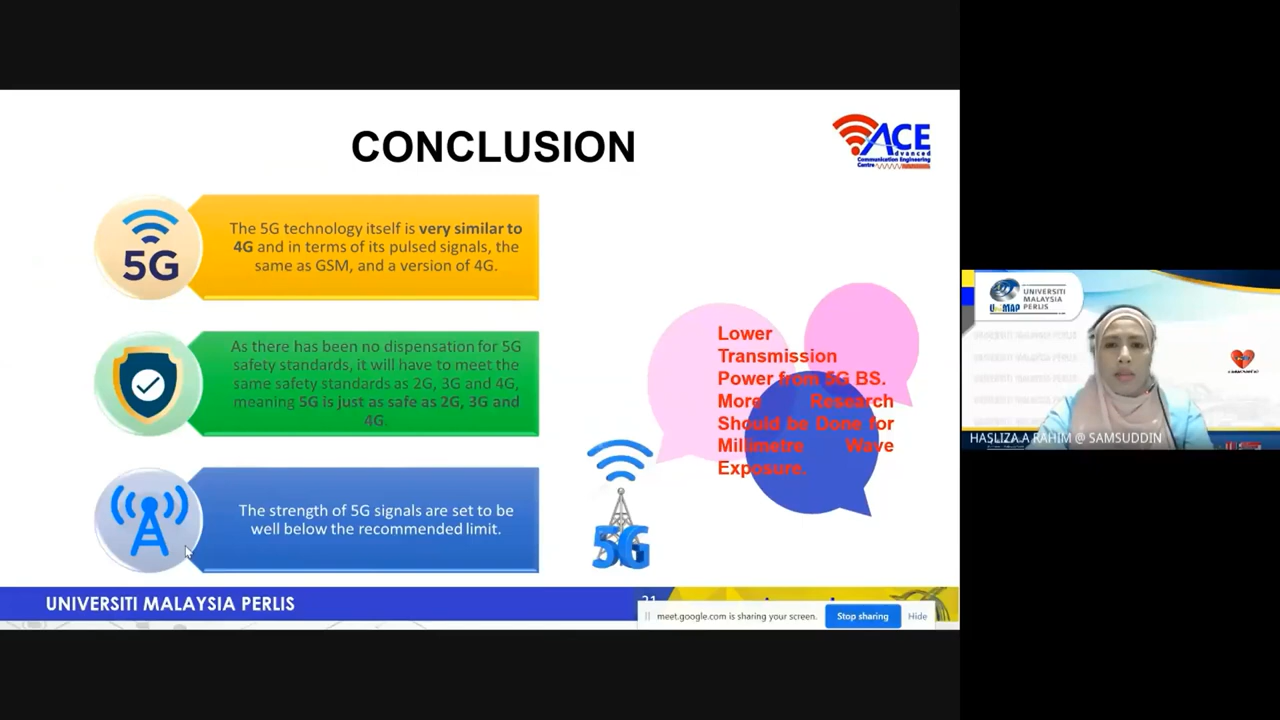 CONCLUSION
ACE
dvanced
Communication Engineering
Centre
5G
The 5G technology itself is very similar to
4G and in terms of its pulsed signals, the
same as GSM, and a version of 4G.
As there has been no dispensation for 5G
safety standards, it will have to meet the
same safety standards as 2G, 3G and 4G,
meaning 5G is just as safe as 2G, 3G and
4G.
The strength of 5G signals are set to be
well below the recommended limit.
5G
Lower
Transmission
Power from 5G BS.
More Research
Should be Done for
Millimetre Wave
Exposure.
UNIVERSITI MALAYSIA PERLIS
21
meet.google.com is sharing your screen.
Stop sharing
Hide
UniMAP
UNIVERSITI
MALAYSIA
PERLIS
HASLIZA A RAHIM @ SAMSUDDIN